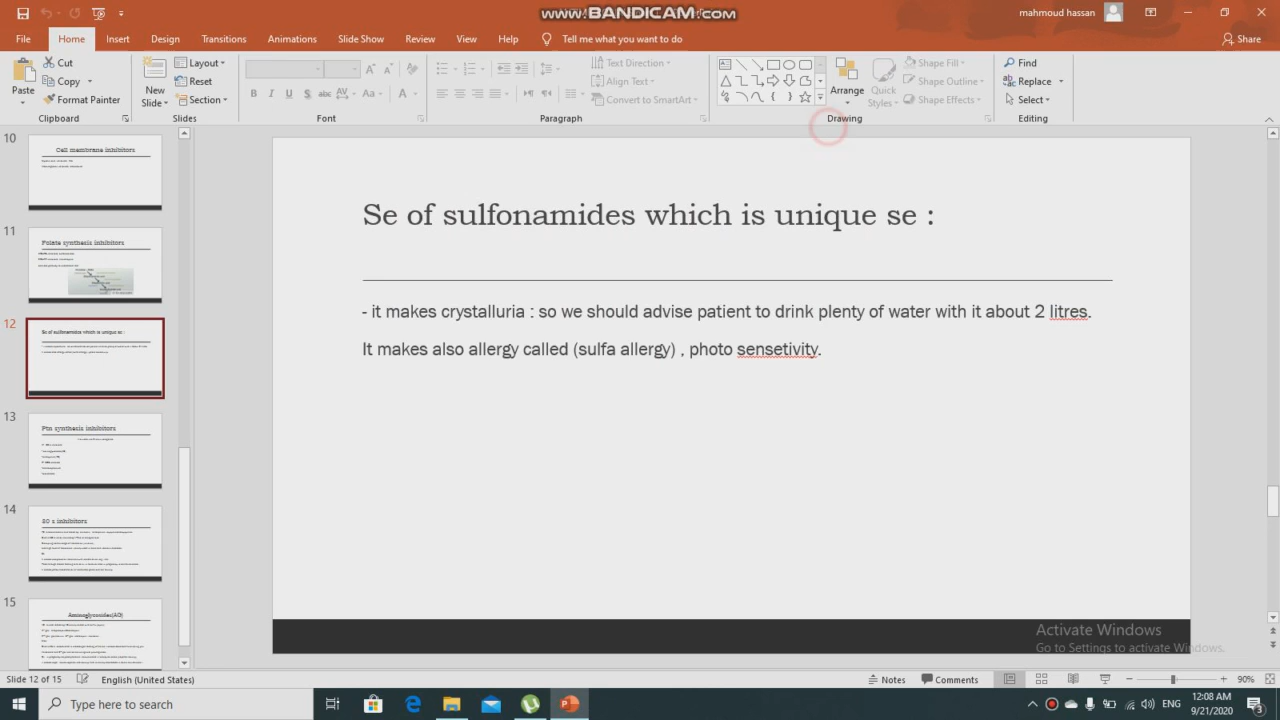 www.BANDICAM.com
mahmoud hassan
File Home Insert Design Transitions Animations Slide Show Review View Help Tell me what you want to do Share
Paste
Cut
Copy
Format Painter
Clipboard
New Slide
Layout
Reset
Section
Slides
Font
Text Direction
Align Text
Convert to SmartArt
Paragraph
Arrange
Quick Styles
Shape Fill
Shape Outline
Shape Effects
Drawing
Find
Replace
Select
Editing
10
Cell membrane inhibitors
11
Folate synthesis inhibitors
12
Se of sulfonamides which is unique se :
13
Ptn synthesis inhibitors
14
50 s inhibitors
15
Aminoglycosides(AG)
Se of sulfonamides which is unique se :
- it makes crystalluria : so we should advise patient to drink plenty of water with it about 2 litres.
It makes also allergy called (sulfa allergy) , photo sensetivity.
Activate Windows
Go to Settings to activate Windows.
Slide 12 of 15 English (United States) Notes Comments 90%
Type here to search
ENG
12:08 AM
9/21/2020